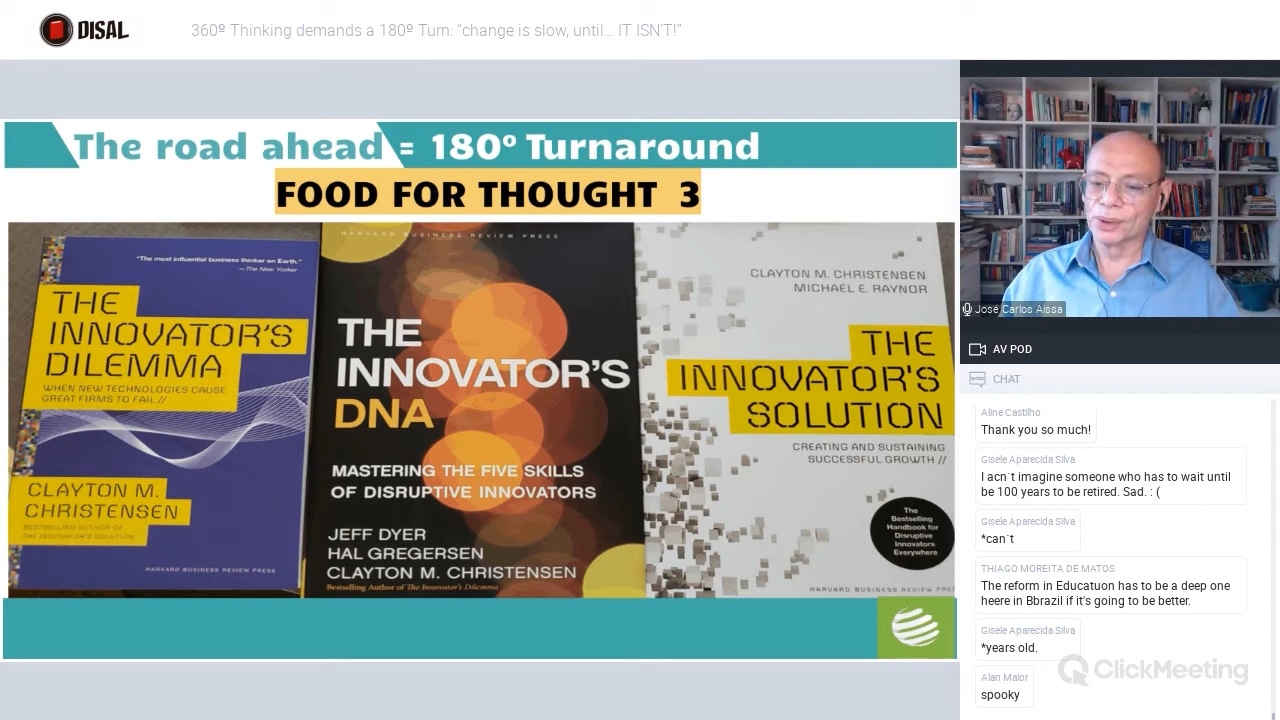 DISAL
360º Thinking demands a 180º Turn: “change is slow, until... IT ISN'T!”
The road ahead = 180º Turnaround
FOOD FOR THOUGHT 3
"The most influential business thinker on Earth."
— The New Yorker
THE
INNOVATOR'S
DILEMMA
WHEN NEW TECHNOLOGIES CAUSE
GREAT FIRMS TO FAIL //
CLAYTON M.
CHRISTENSEN
BESTSELLING AUTHOR OF
THE INNOVATOR'S SOLUTION
HARVARD BUSINESS REVIEW PRESS
HARVARD BUSINESS REVIEW PRESS
THE
INNOVATOR'S
DNA
MASTERING THE FIVE SKILLS
OF DISRUPTIVE INNOVATORS
JEFF DYER
HAL GREGERSEN
CLAYTON M. CHRISTENSEN
Bestselling Author of The Innovator's Dilemma
CLAYTON M. CHRISTENSEN
MICHAEL E. RAYNOR
THE
INNOVATOR'S
SOLUTION
CREATING AND SUSTAINING
SUCCESSFUL GROWTH //
The
Bestselling
Handbook for
Disruptive
Innovators
Everywhere
HARVARD BUSINESS REVIEW PRESS
José Carlos Aissa
AV POD
CHAT
Aline Castilho
Thank you so much!
Gisele Aparecida Silva
I acn´t imagine someone who has to wait until
be 100 years to be retired. Sad. : (
Gisele Aparecida Silva
*can´t
THIAGO MOREITA DE MATOS
The reform in Educatuon has to be a deep one
heere in Bbrazil if it's going to be better.
Gisele Aparecida Silva
*years old.
Alan Maior
spooky
ClickMeeting